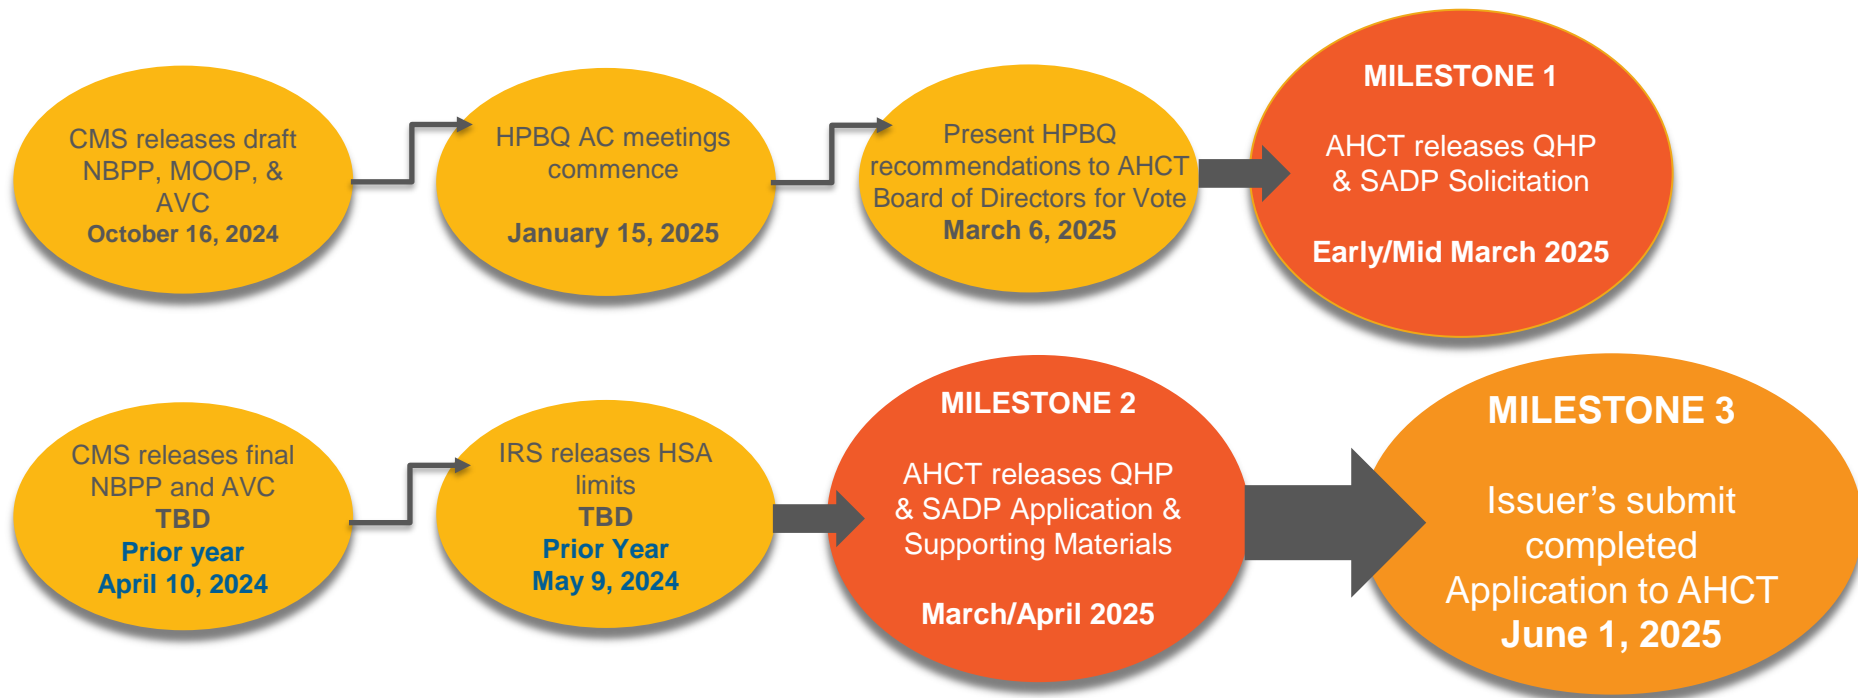 CMS releases draft
NBPP, MOOP, &
AVC
October 16, 2024
HPBQ AC meetings
commence
January 15, 2025
Present HPBQ
recommendations to AHCT
Board of Directors for Vote
March 6, 2025
MILESTONE 1
AHCT releases QHP
& SADP Solicitation
Early/Mid March 2025
CMS releases final
NBPP and AVC
TBD
Prior year
April 10, 2024
IRS releases HSA
limits
TBD
Prior Year
May 9, 2024
MILESTONE 2
AHCT releases QHP
& SADP Application &
Supporting Materials
March/April 2025
MILESTONE 3
Issuer's submit
completed
Application to AHCT
June 1, 2025